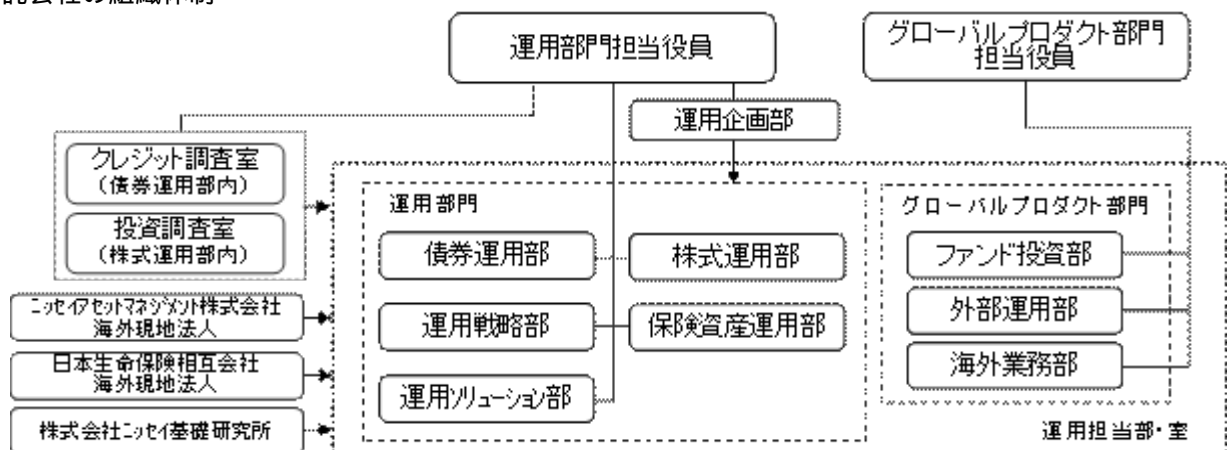 運用部門担当役員
グローバルプロダクト部門
担当役員
運用企画部
クレジット調査室
(債券運用部内)
投資調査室
(株式運用部内)
運用部門
グローバルプロダクト部門
債券運用部
株式運用部
ファンド投資部
ニッセイアセットマネジメント株式会社
海外現地法人
運用戦略部
保険資産運用部
外部運用部
日本生命保険相互会社
海外現地法人
海外業務部
運用ソリューション部
株式会社ニッセイ基礎研究所
運用担当部・室